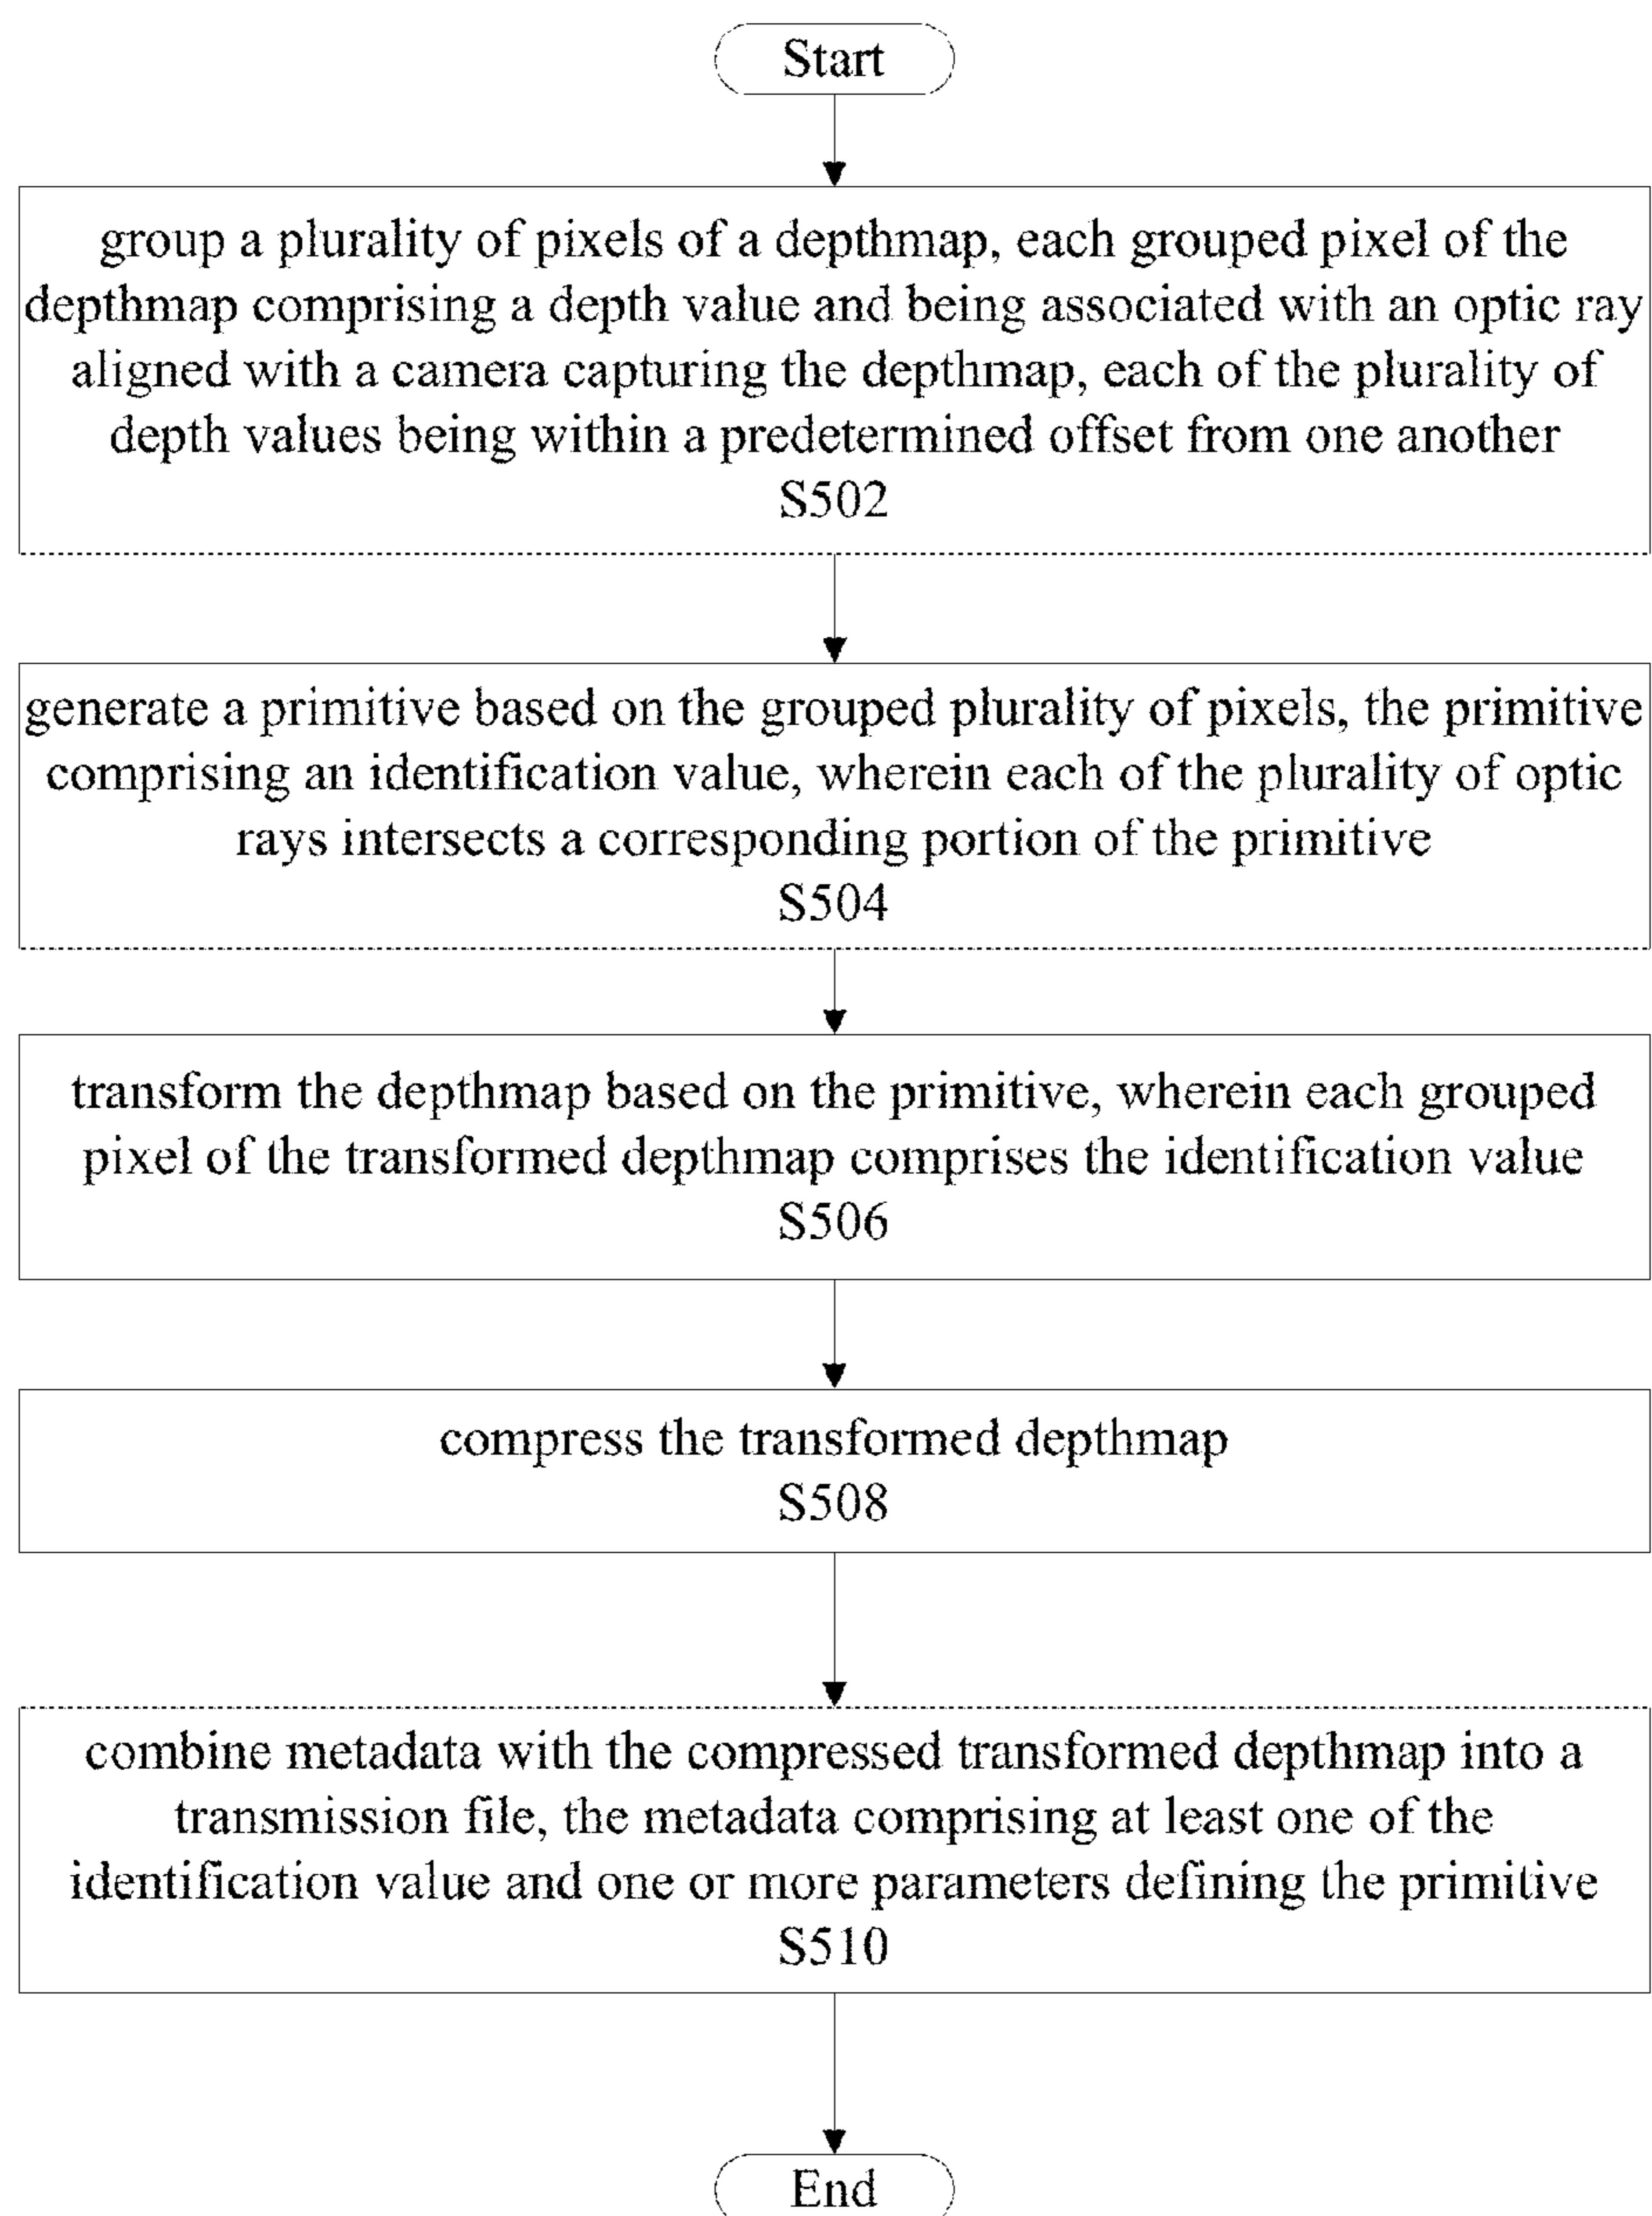 Start
group a plurality of pixels of a depthmap, each grouped pixel of the
depthmap comprising a depth value and being associated with an optic ray
aligned with a camera capturing the depthmap, each of the plurality of
depth values being within a predetermined offset from one another
S502
generate a primitive based on the grouped plurality of pixels, the primitive
comprising an identification value, wherein each of the plurality of optic
rays intersects a corresponding portion of the primitive
S504
transform the depthmap based on the primitive, wherein each grouped
pixel of the transformed depthmap comprises the identification value
S506
compress the transformed depthmap
S508
combine metadata with the compressed transformed depthmap into a
transmission file, the metadata comprising at least one of the
identification value and one or more parameters defining the primitive
S510
End